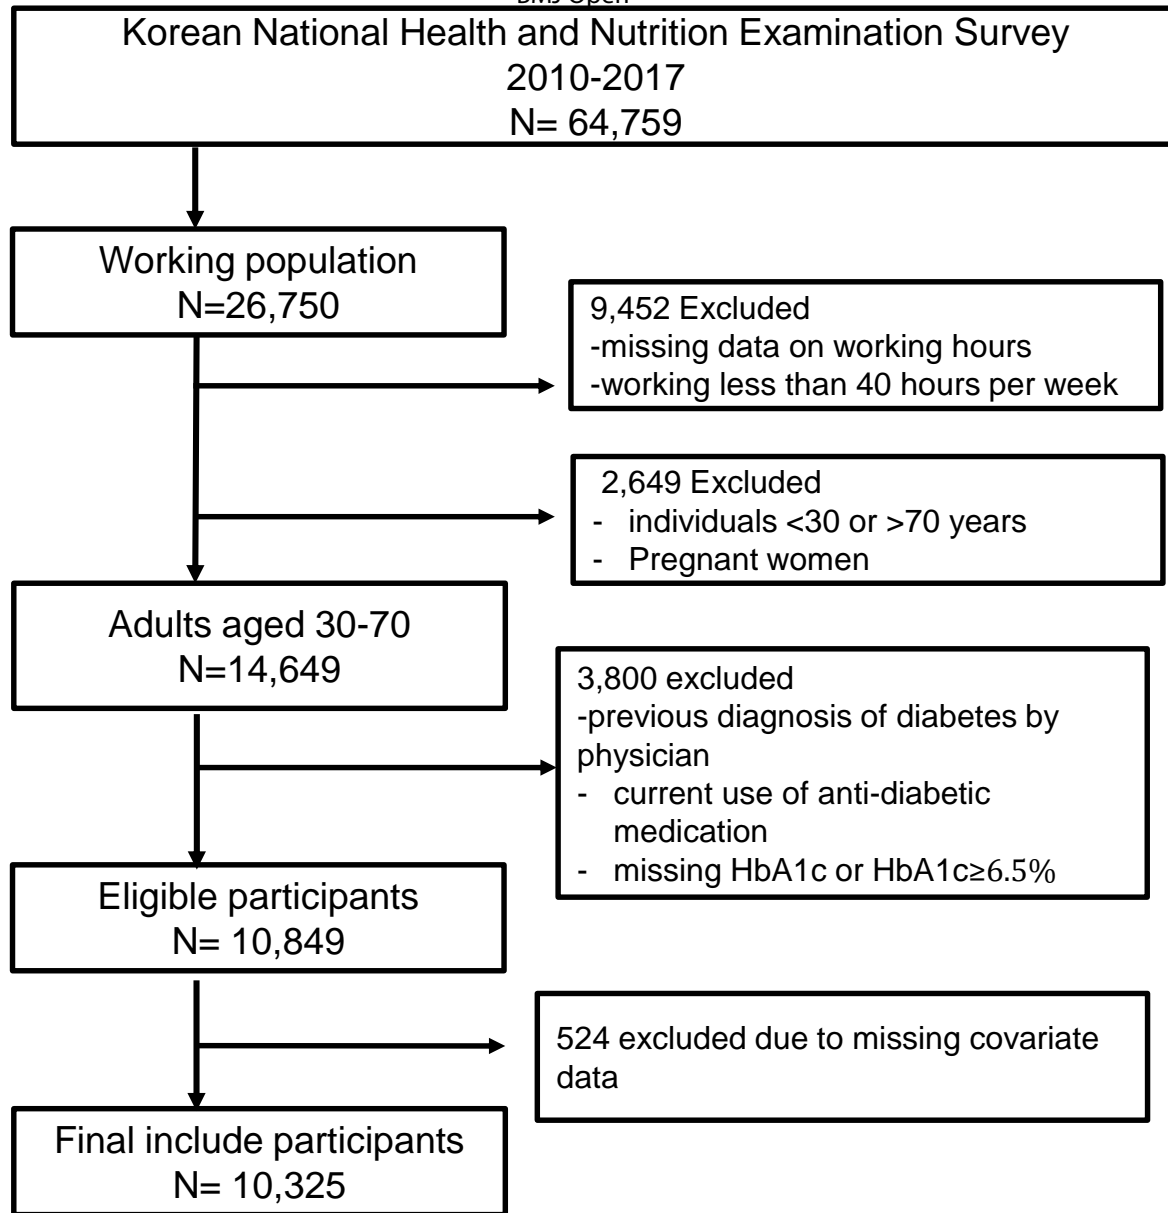 BMJ Open
Korean National Health and Nutrition Examination Survey
2010-2017
N= 64,759
Working population
N=26,750
9,452 Excluded
-missing data on working hours
-working less than 40 hours per week
2,649 Excluded
- individuals <30 or >70 years
- Pregnant women
Adults aged 30-70
N=14,649
3,800 excluded
-previous diagnosis of diabetes by
physician
- current use of anti-diabetic
medication
- missing HbA1c or HbA1c≥6.5%
Eligible participants
N= 10,849
524 excluded due to missing covariate
data
Final include participants
N= 10,325